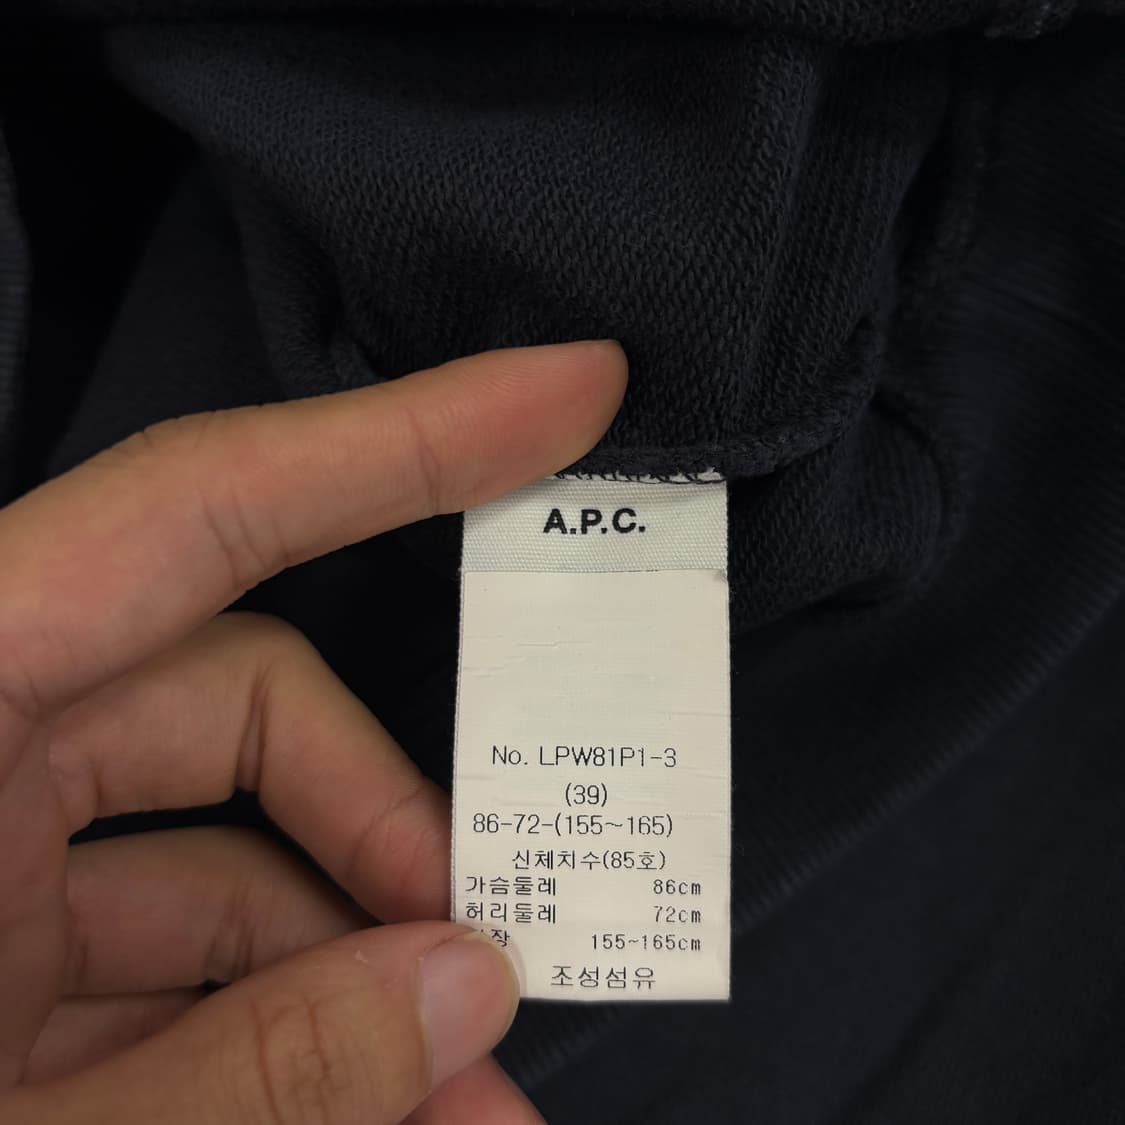 A.P.C.
No. LPW81P1-3
(39)
86-72-(155~165)
신체치수(85호)
가슴둘레 86cm
허리둘레 72cm
155~165cm
조성섬유